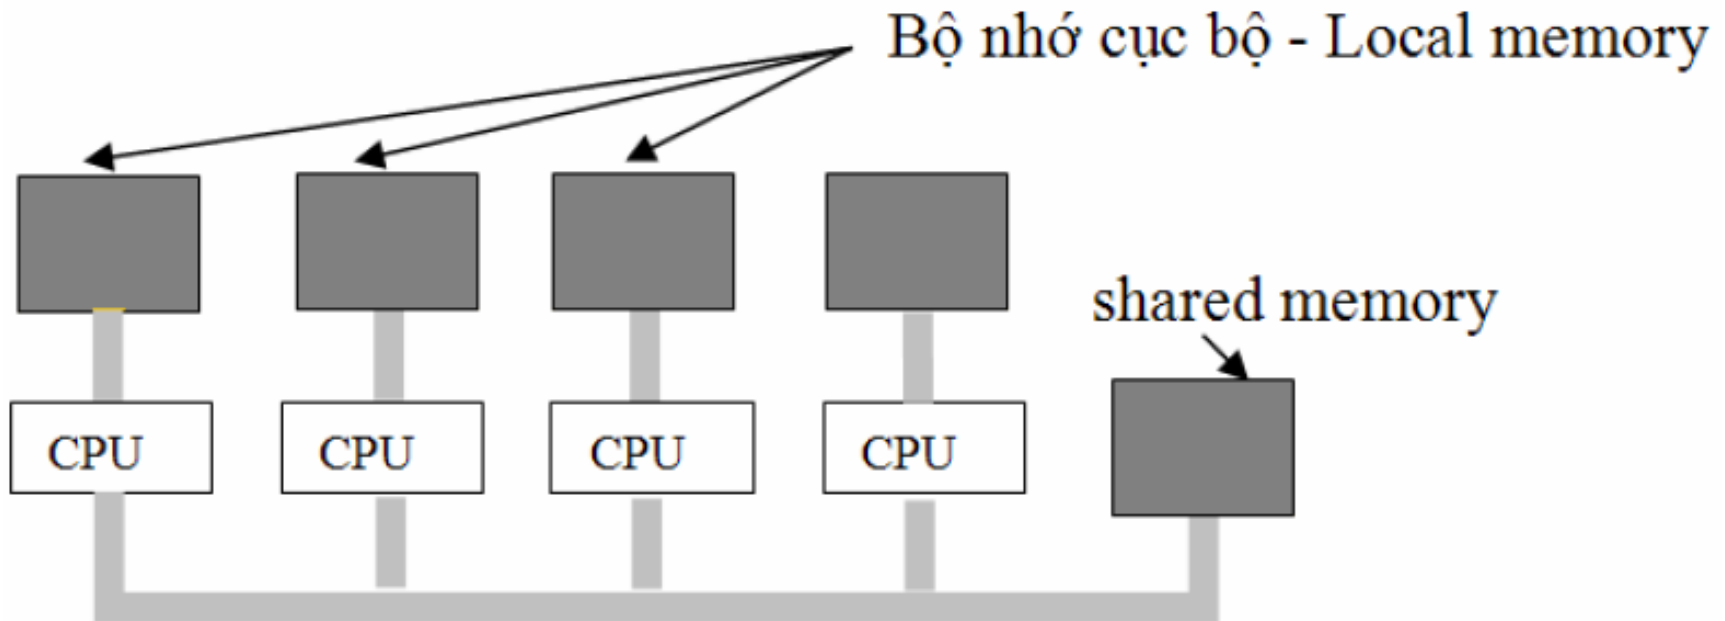 Bộ nhớ cục bộ - Local memory
shared memory
CPU
CPU
CPU
CPU